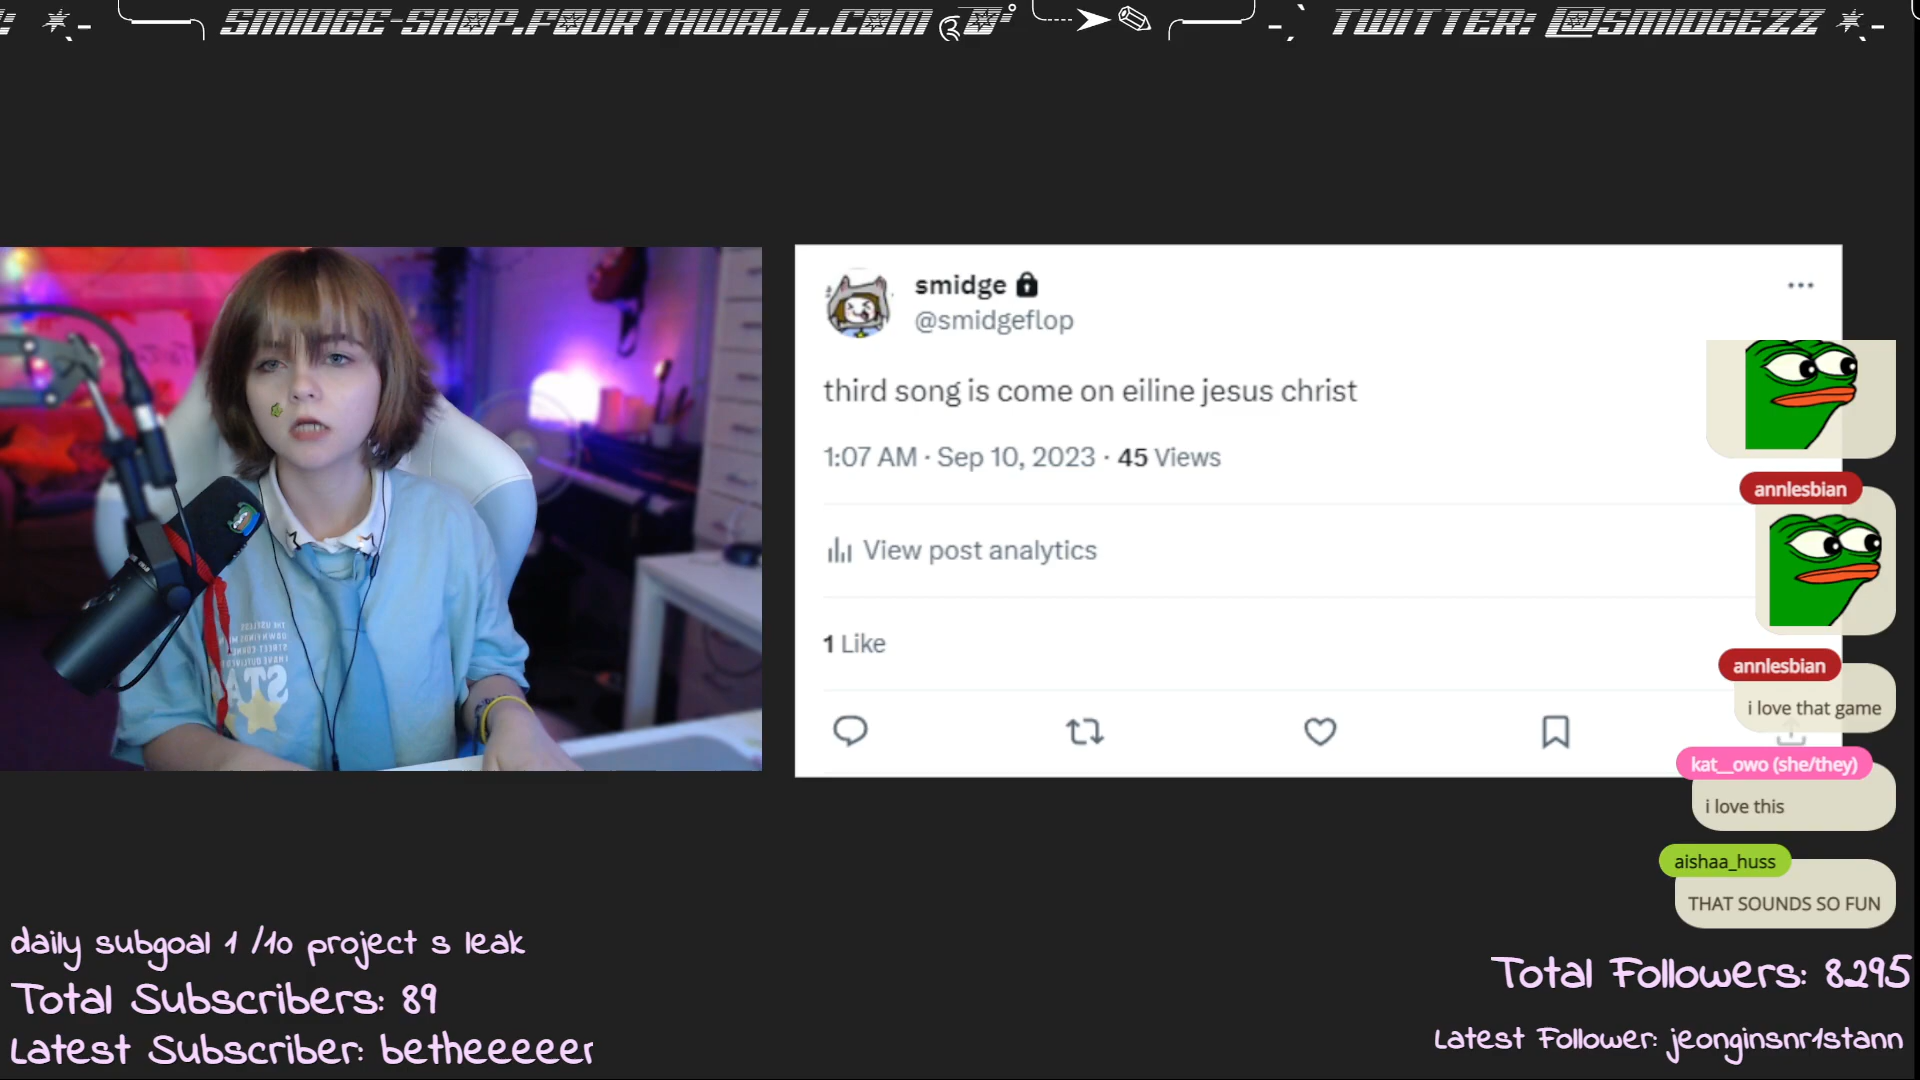 SMIDGE-SHOP.FOURTHWALL.COM
TWITTER: @SMIDGEZZ
smidge
@smidgeflop
third song is come on eiline jesus christ
1:07 AM · Sep 10, 2023 · 45 Views
View post analytics
1 Like
annlesbian
annlesbian
i love that game
kat__owo (she/they)
i love this
aishaa_huss
THAT SOUNDS SO FUN
daily subgoal 1 /10 project s leak
Total Subscribers: 89
Latest Subscriber: betheeeeer
Total Followers: 8295
Latest Follower: jeonginsnr1stann